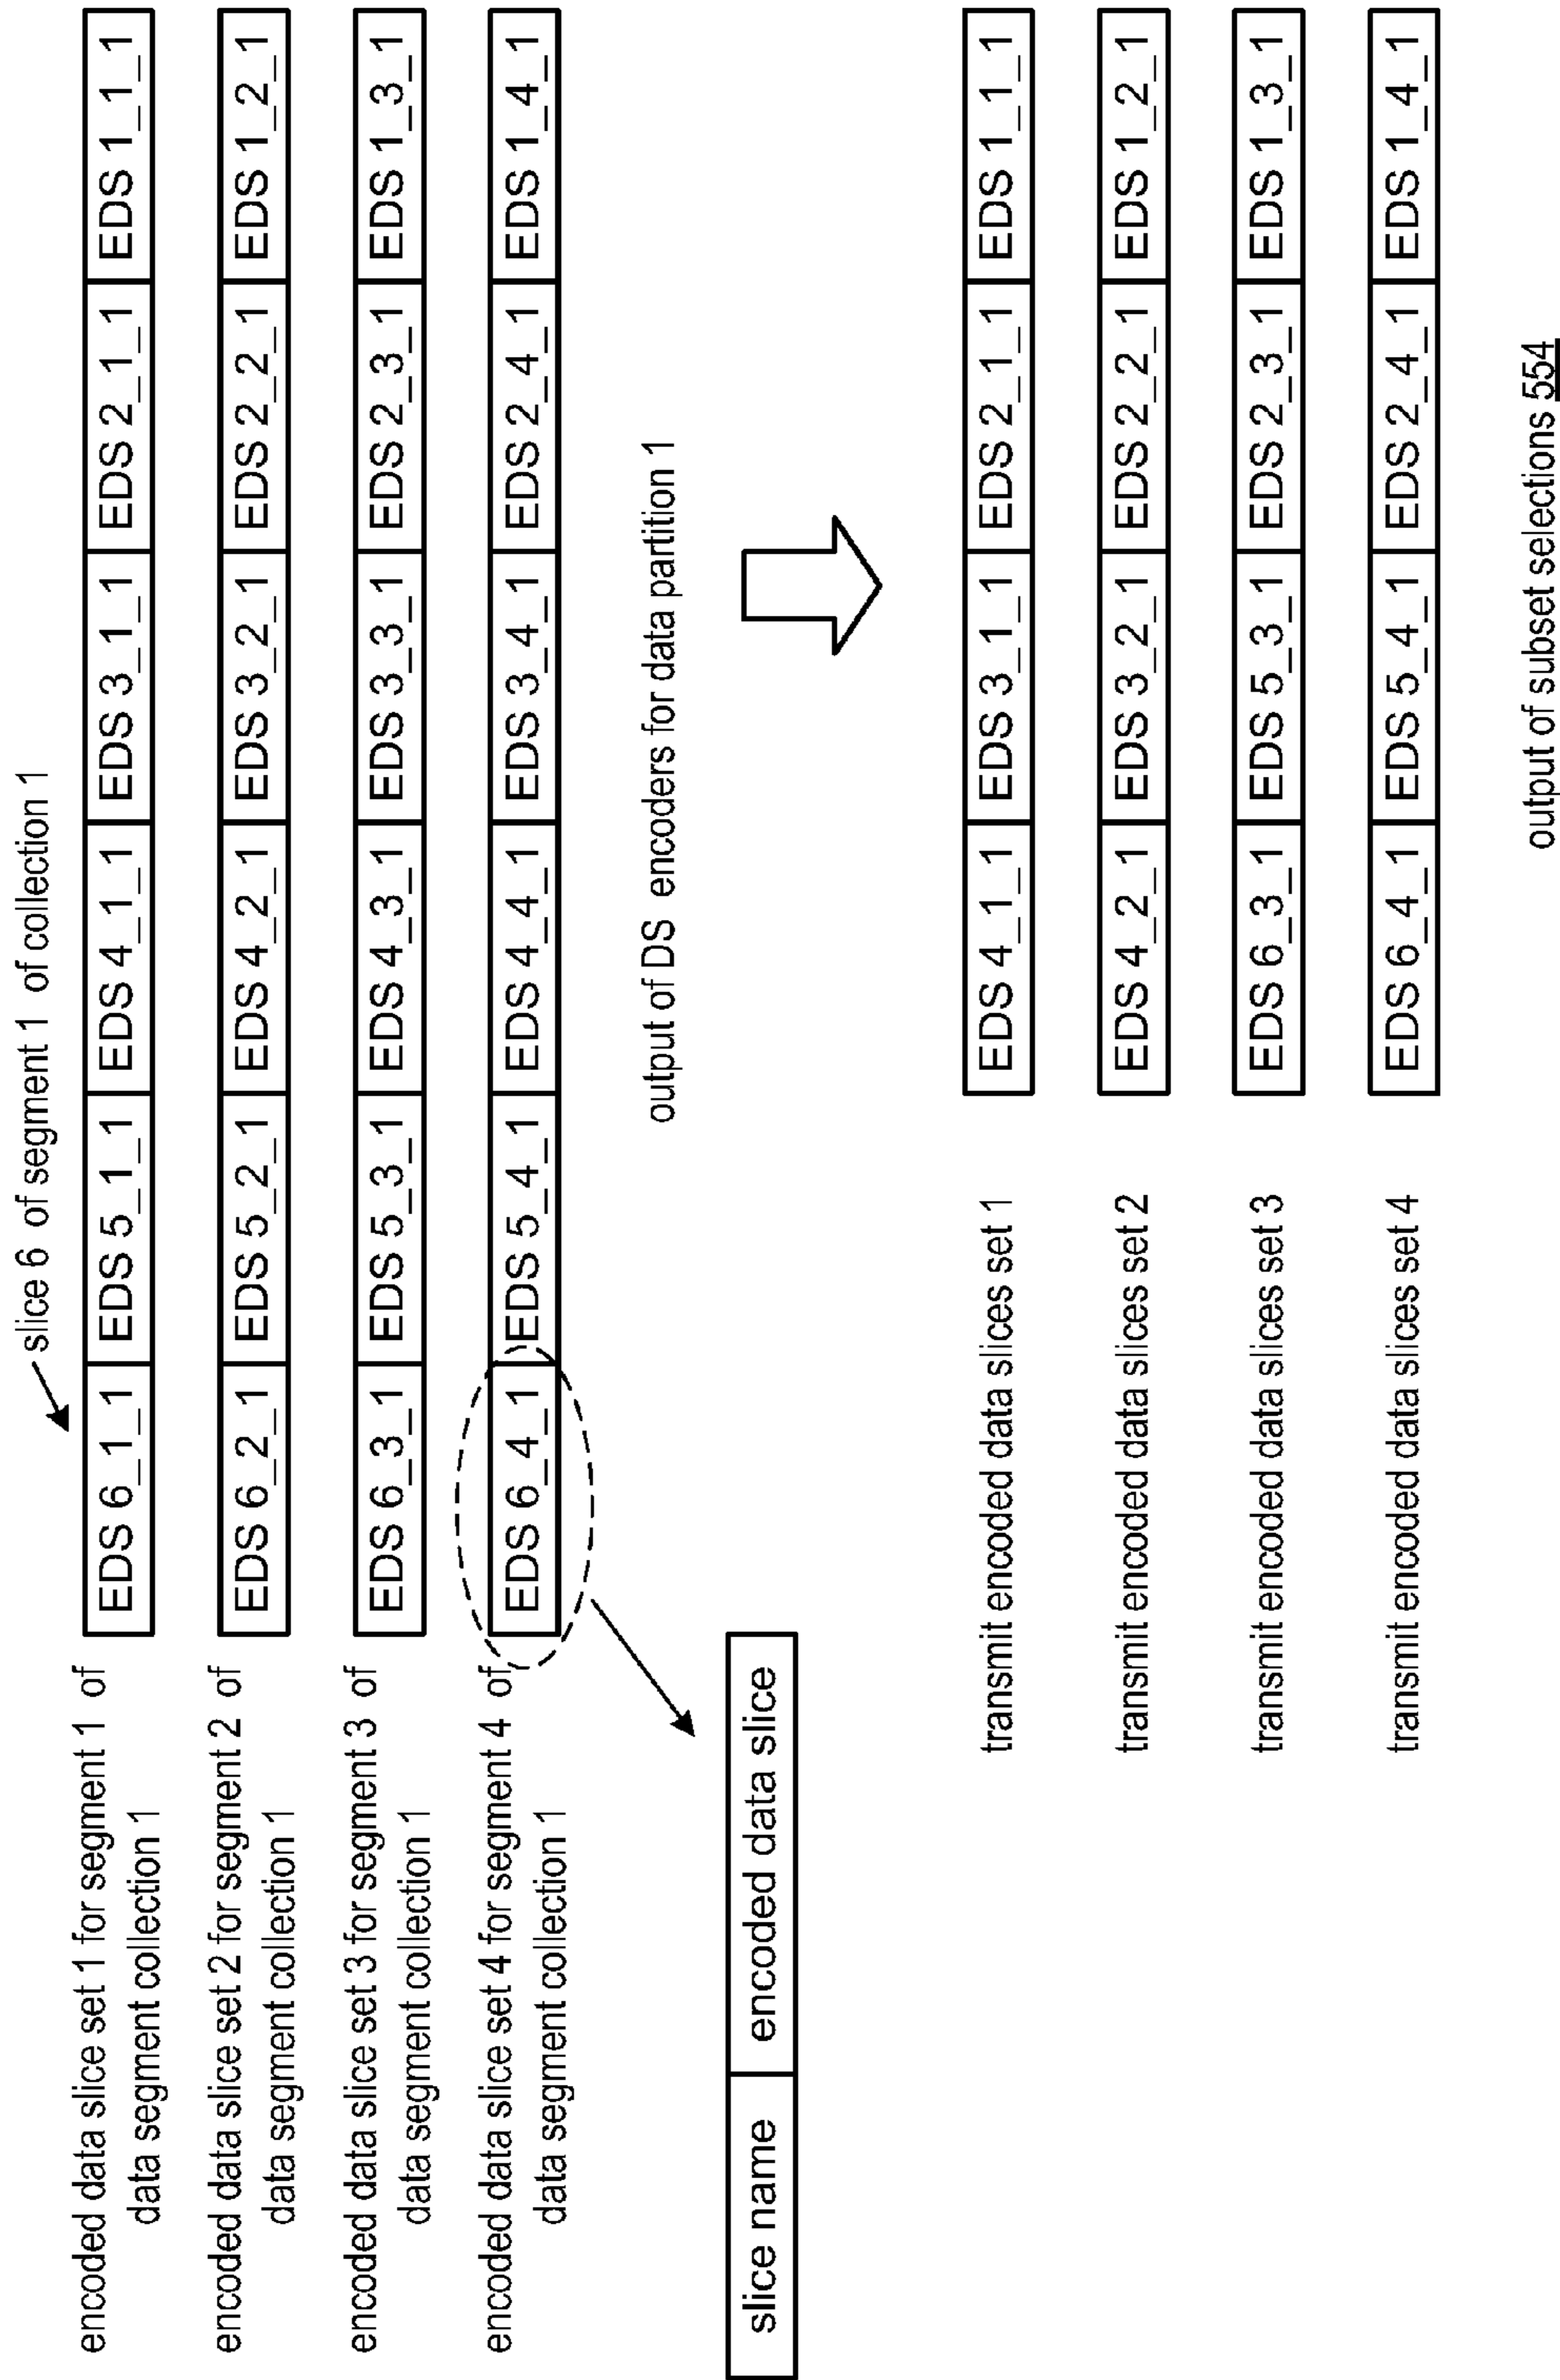 slice 6 of segment 1 of collection 1
encoded data slice set 1 for segment 1 of
data segment collection 1
EDS 6_1_1 EDS 5_1_1 EDS 4_1_1 EDS 3_1_1 EDS 2_1_1 EDS 1_1_1
encoded data slice set 2 for segment 2 of
data segment collection 1
EDS 6_2_1 EDS 5_2_1 EDS 4_2_1 EDS 3_2_1 EDS 2_2_1 EDS 1_2_1
encoded data slice set 3 for segment 3 of
data segment collection 1
EDS 6_3_1 EDS 5_3_1 EDS 4_3_1 EDS 3_3_1 EDS 2_3_1 EDS 1_3_1
encoded data slice set 4 for segment 4 of
data segment collection 1
EDS 6_4_1 EDS 5_4_1 EDS 4_4_1 EDS 3_4_1 EDS 2_4_1 EDS 1_4_1
output of DS encoders for data partition 1
slice name encoded data slice
transmit encoded data slices set 1
EDS 4_1_1 EDS 3_1_1 EDS 2_1_1 EDS 1_1_1
transmit encoded data slices set 2
EDS 4_2_1 EDS 3_2_1 EDS 2_2_1 EDS 1_2_1
transmit encoded data slices set 3
EDS 6_3_1 EDS 5_3_1 EDS 2_3_1 EDS 1_3_1
transmit encoded data slices set 4
EDS 6_4_1 EDS 5_4_1 EDS 2_4_1 EDS 1_4_1
output of subset selections 554